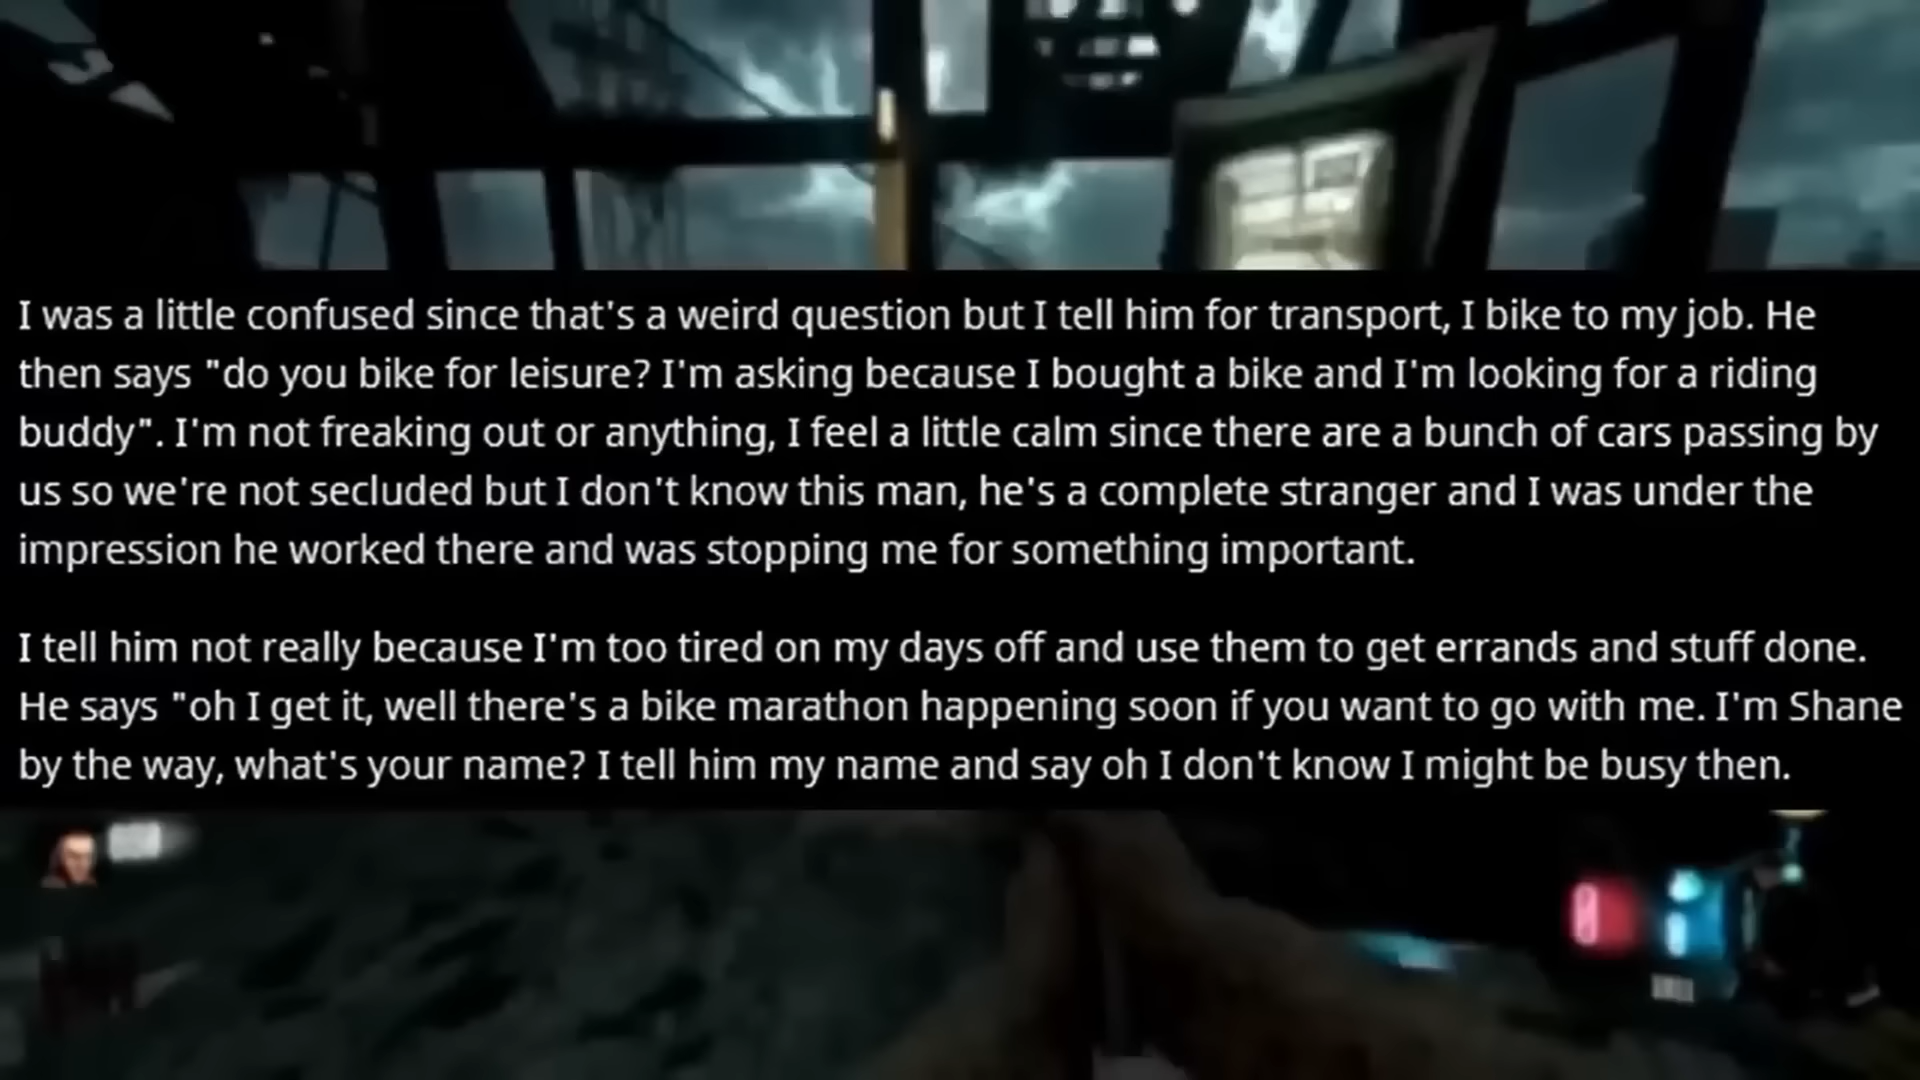 I was a little confused since that's a weird question but I tell him for transport, I bike to my job. He
then says "do you bike for leisure? I'm asking because I bought a bike and I'm looking for a riding
buddy". I'm not freaking out or anything, I feel a little calm since there are a bunch of cars passing by
us so we're not secluded but I don't know this man, he's a complete stranger and I was under the
impression he worked there and was stopping me for something important.
I tell him not really because I'm too tired on my days off and use them to get errands and stuff done.
He says "oh I get it, well there's a bike marathon happening soon if you want to go with me. I'm Shane
by the way, what's your name? I tell him my name and say oh I don't know I might be busy then.